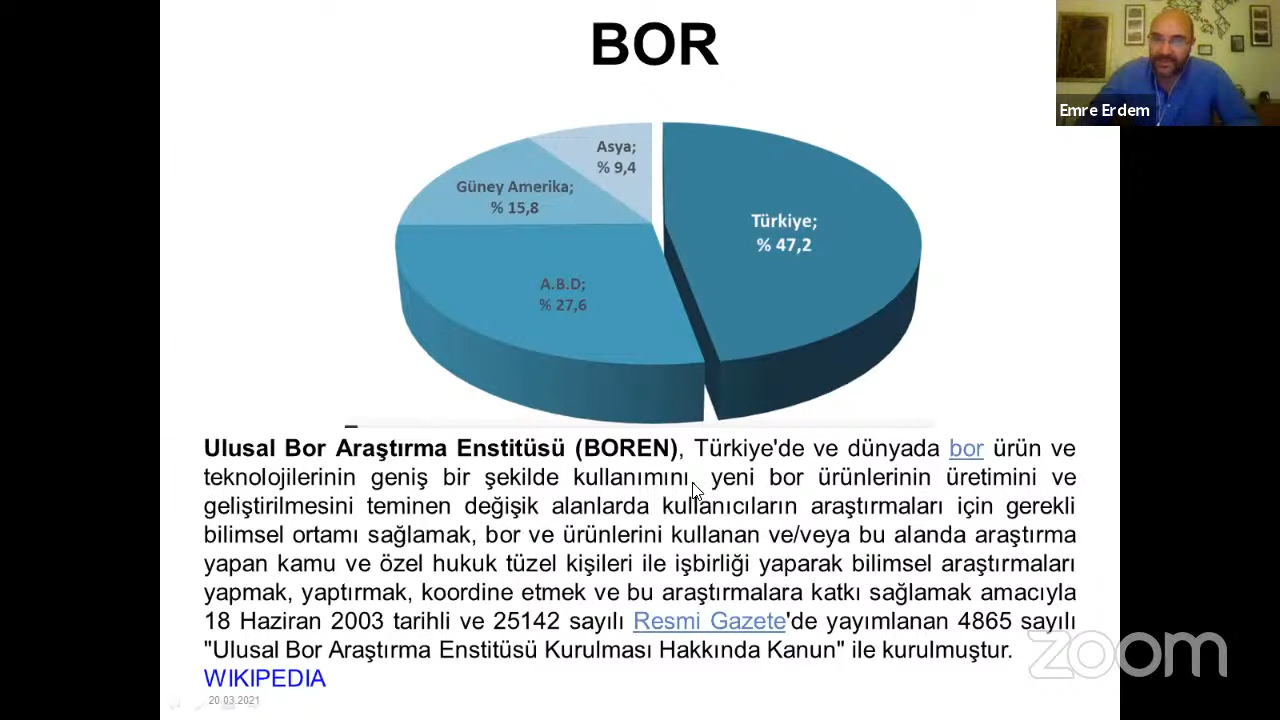 BOR
Emre Erdem
Asya;
% 9,4
Güney Amerika;
% 15,8
Türkiye;
% 47,2
A.B.D;
% 27,6
Ulusal Bor Araştırma Enstitüsü (BOREN), Türkiye'de ve dünyada bor ürün ve
teknolojilerinin geniş bir şekilde kullanımını, yeni bor ürünlerinin üretimini ve
geliştirilmesini teminen değişik alanlarda kullanıcıların araştırmaları için gerekli
bilimsel ortamı sağlamak, bor ve ürünlerini kullanan ve/veya bu alanda araştırma
yapan kamu ve özel hukuk tüzel kişileri ile işbirliği yaparak bilimsel araştırmaları
yapmak, yaptırmak, koordine etmek ve bu araştırmalara katkı sağlamak amacıyla
18 Haziran 2003 tarihli ve 25142 sayılı Resmi Gazete'de yayımlanan 4865 sayılı
"Ulusal Bor Araştırma Enstitüsü Kurulması Hakkında Kanun" ile kurulmuştur.
WIKIPEDIA
20.03.2021
zoom